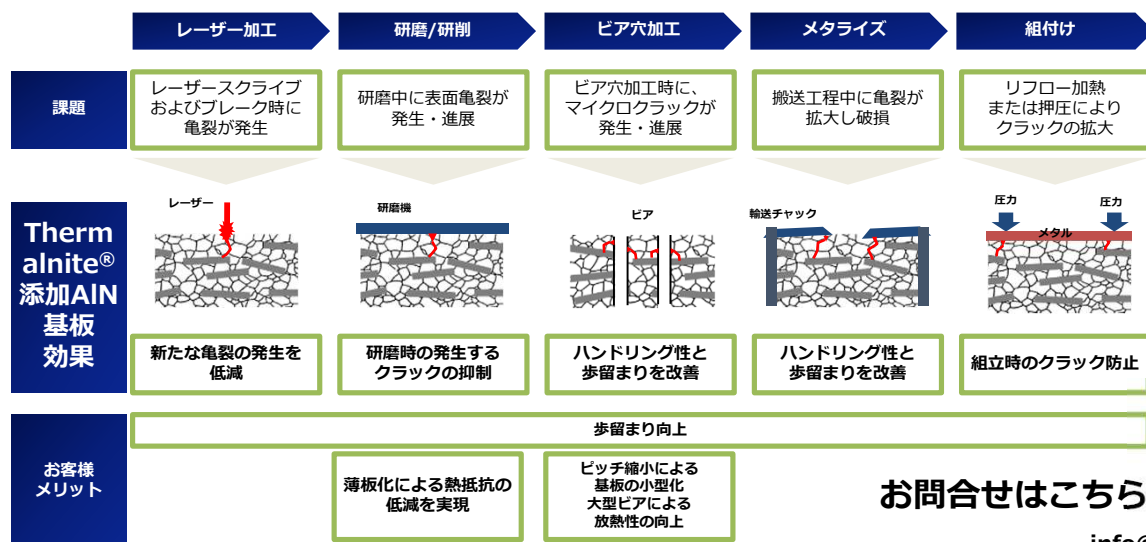 レーザー加工
研磨/研削
ビア穴加工
メタライズ
組付け
課題
レーザースクライブ
およびブレーク時に
亀裂が発生
研磨中に表面亀裂が
発生・進展
ビア穴加工時に、
マイクロクラックが
発生・進展
搬送工程中に亀裂が
拡大し破損
リフロー加熱
または押圧により
クラックの拡大
Therm
alnite®
添加AlN
基板
効果
レーザー
研磨機
ビア
輸送チャック
圧力
圧力
メタル
新たな亀裂の発生を
低減
研磨時の発生する
クラックの抑制
ハンドリング性と
歩留まりを改善
ハンドリング性と
歩留まりを改善
組立時のクラック防止
お客様
メリット
歩留まり向上
薄板化による熱抵抗の
低減を実現
ピッチ縮小による
基板の小型化
大型ビアによる
放熱性の向上
お問合せはこちら
info@